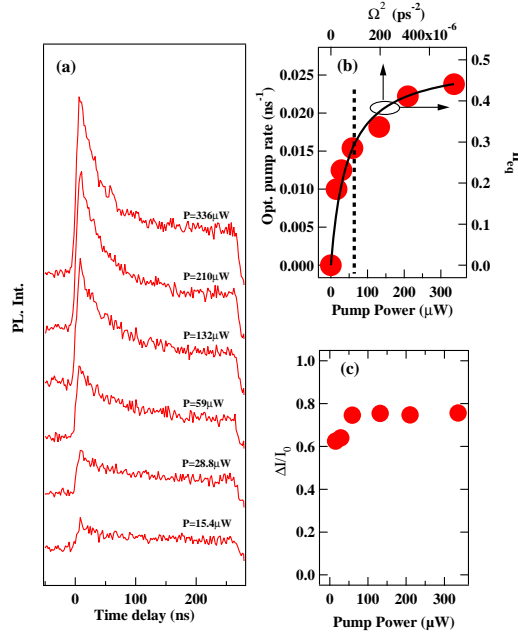 (a)
P=336µW
P=210µW
P=132µW
P=59µW
P=28.8µW
P=15.4µW
PL. Int.
0 100 200
Time delay (ns)
Ω² (ps⁻²)
0 200 400x10⁻⁶
(b)
0.025
0.020
0.015
0.010
0.005
0.000
Opt. pump rate (ns⁻¹)
0.5
0.4
0.3
0.2
0.1
0.0
n_eq
0 100 200 300
Pump Power (µW)
(c)
1.0
0.8
0.6
0.4
0.2
0.0
ΔI/I₀
0 100 200 300
Pump Power (µW)